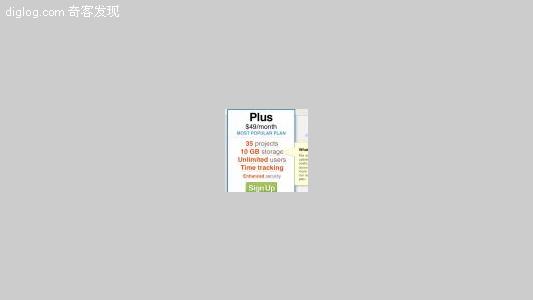 diglog.com 奇客发现
Plus
$49/month
MOST POPULAR PLAN
35 projects
10 GB storage
Unlimited users
Time tracking
Enhanced security
Sign Up